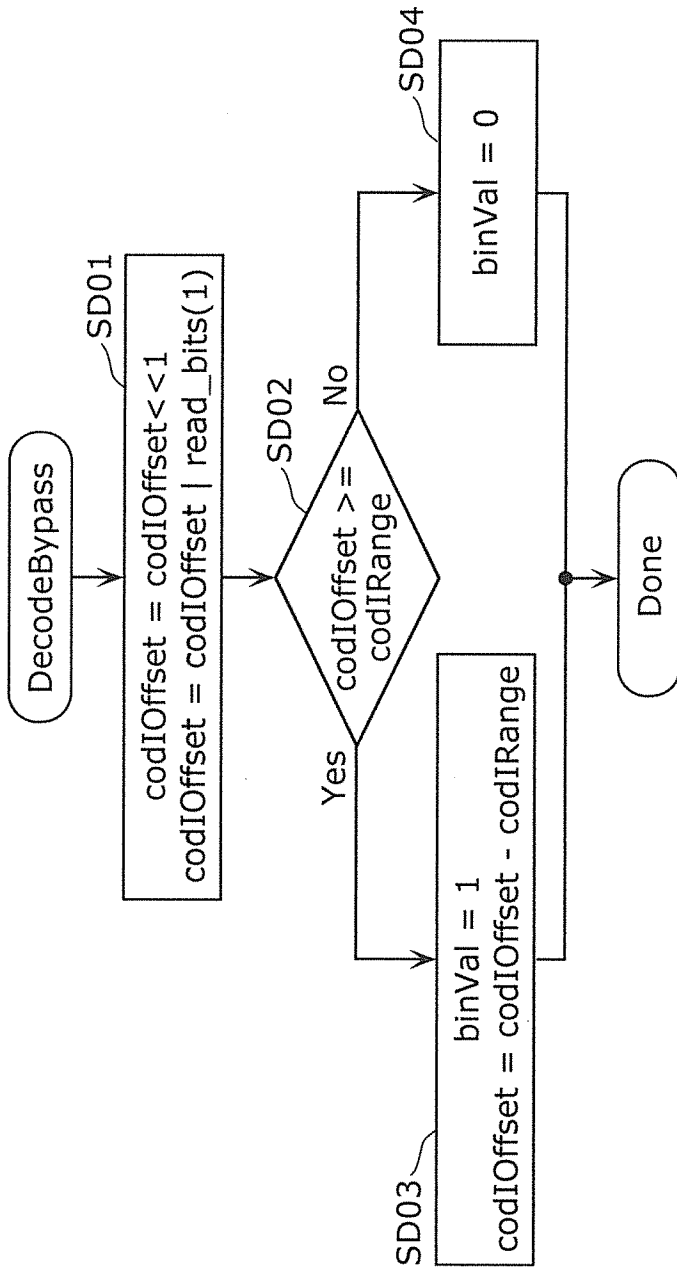 DecodeBypass
SD01
codIOffset = codIOffset<<1
codIOffset = codIOffset | read_bits(1)
SD02
codIOffset >=
codIRange
Yes
No
SD03
binVal = 1
codIOffset = codIOffset - codIRange
SD04
binVal = 0
Done